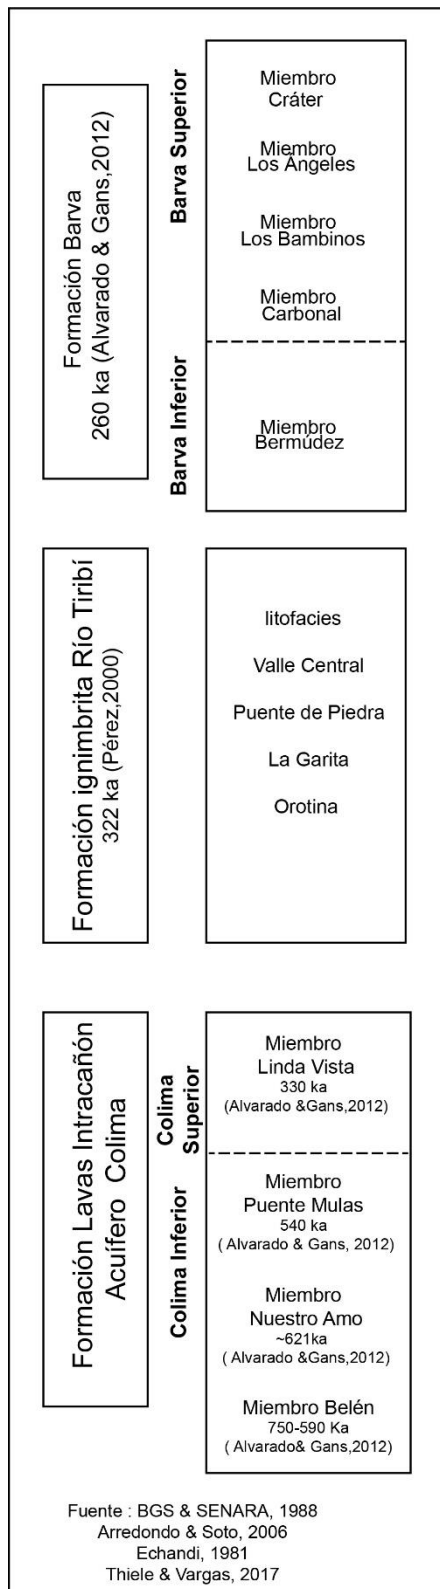 Formación Barva
260 ka (Alvarado & Gans,2012)
Barva Superior
Miembro
Cráter
Miembro
Los Ángeles
Miembro
Los Bambinos
Miembro
Carbonal
Barva Inferior
Miembro
Bermúdez
Formación ignimbrita Río Tiribí
322 ka (Pérez,2000)
litofacies
Valle Central
Puente de Piedra
La Garita
Orotina
Formación Lavas Intracañón
Acuífero Colima
Colima
Superior
Miembro
Linda Vista
330 ka
(Alvarado &Gans,2012)
Colima Inferior
Miembro
Puente Mulas
540 ka
( Alvarado & Gans, 2012)
Miembro
Nuestro Amo
~621ka
( Alvarado &Gans,2012)
Miembro Belén
750-590 Ka
( Alvarado& Gans,2012)
Fuente : BGS & SENARA, 1988
Arredondo & Soto, 2006
Echandi, 1981
Thiele & Vargas, 2017